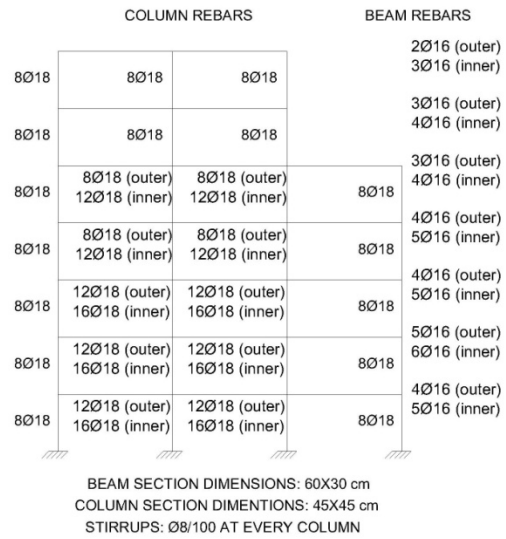 COLUMN REBARS BEAM REBARS
2Ø16 (outer)
8Ø18 8Ø18 8Ø18 3Ø16 (inner)
3Ø16 (outer)
8Ø18 8Ø18 8Ø18 4Ø16 (inner)
3Ø16 (outer)
8Ø18 (outer) 8Ø18 (outer) 4Ø16 (inner)
8Ø18 12Ø18 (inner) 12Ø18 (inner) 8Ø18
4Ø16 (outer)
8Ø18 (outer) 8Ø18 (outer) 5Ø16 (inner)
8Ø18 12Ø18 (inner) 12Ø18 (inner) 8Ø18
4Ø16 (outer)
12Ø18 (outer) 12Ø18 (outer) 5Ø16 (inner)
8Ø18 16Ø18 (inner) 16Ø18 (inner) 8Ø18
5Ø16 (outer)
12Ø18 (outer) 12Ø18 (outer) 6Ø16 (inner)
8Ø18 16Ø18 (inner) 16Ø18 (inner) 8Ø18
4Ø16 (outer)
12Ø18 (outer) 12Ø18 (outer) 5Ø16 (inner)
8Ø18 16Ø18 (inner) 16Ø18 (inner) 8Ø18
BEAM SECTION DIMENSIONS: 60X30 cm
COLUMN SECTION DIMENTIONS: 45X45 cm
STIRRUPS: Ø8/100 AT EVERY COLUMN